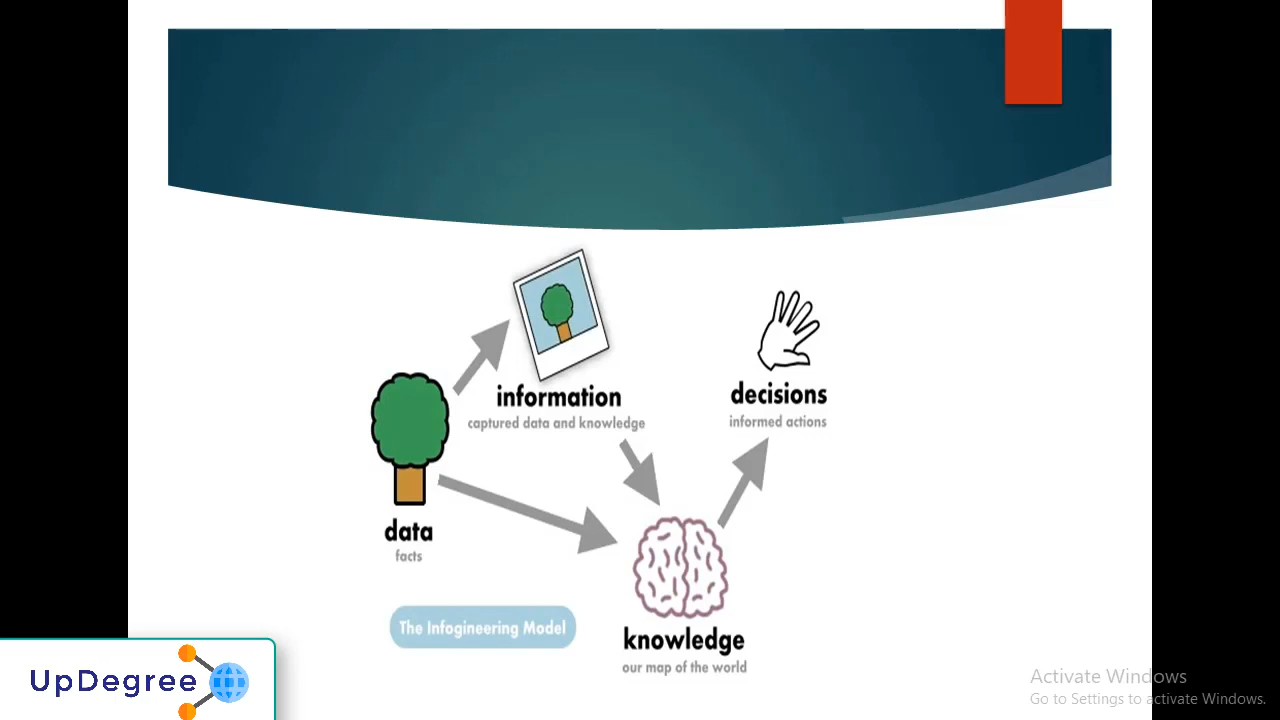 information
captured data and knowledge
decisions
informed actions
data
facts
The Infogineering Model
knowledge
our map of the world
UpDegree
Activate Windows
Go to Settings to activate Windows.